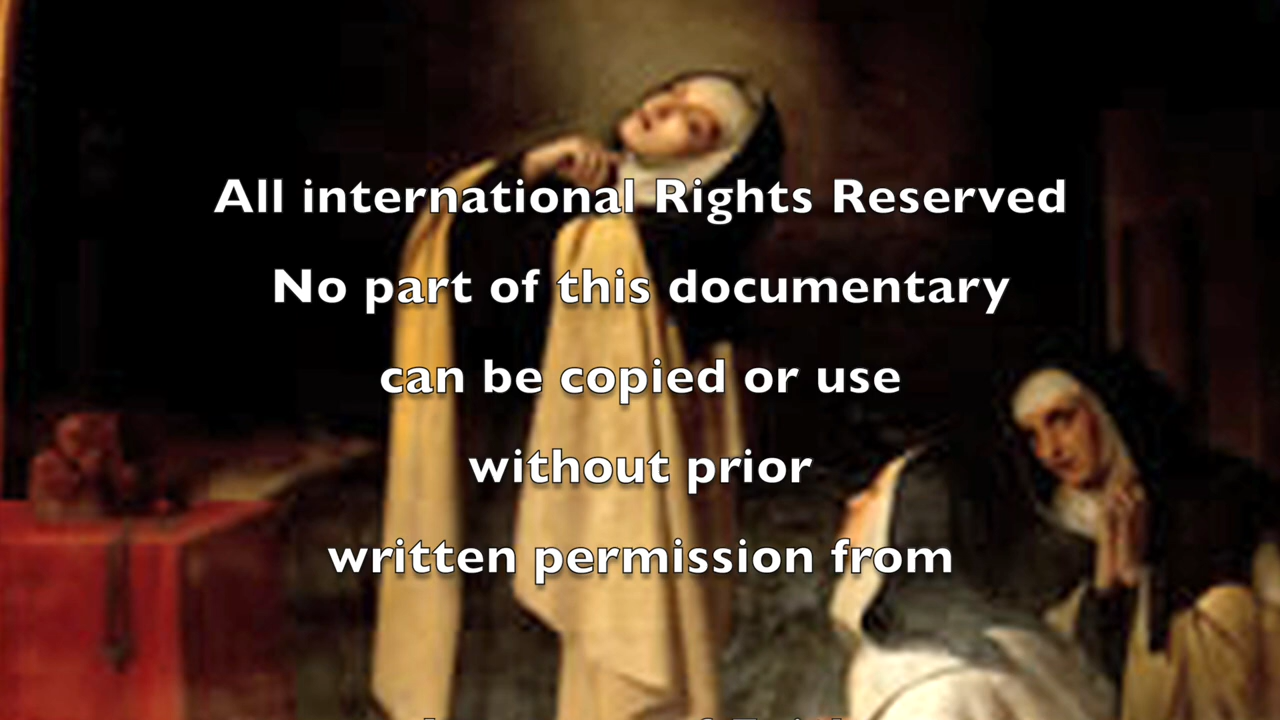 All international Rights Reserved
No part of this documentary
can be copied or use
without prior
written permission from